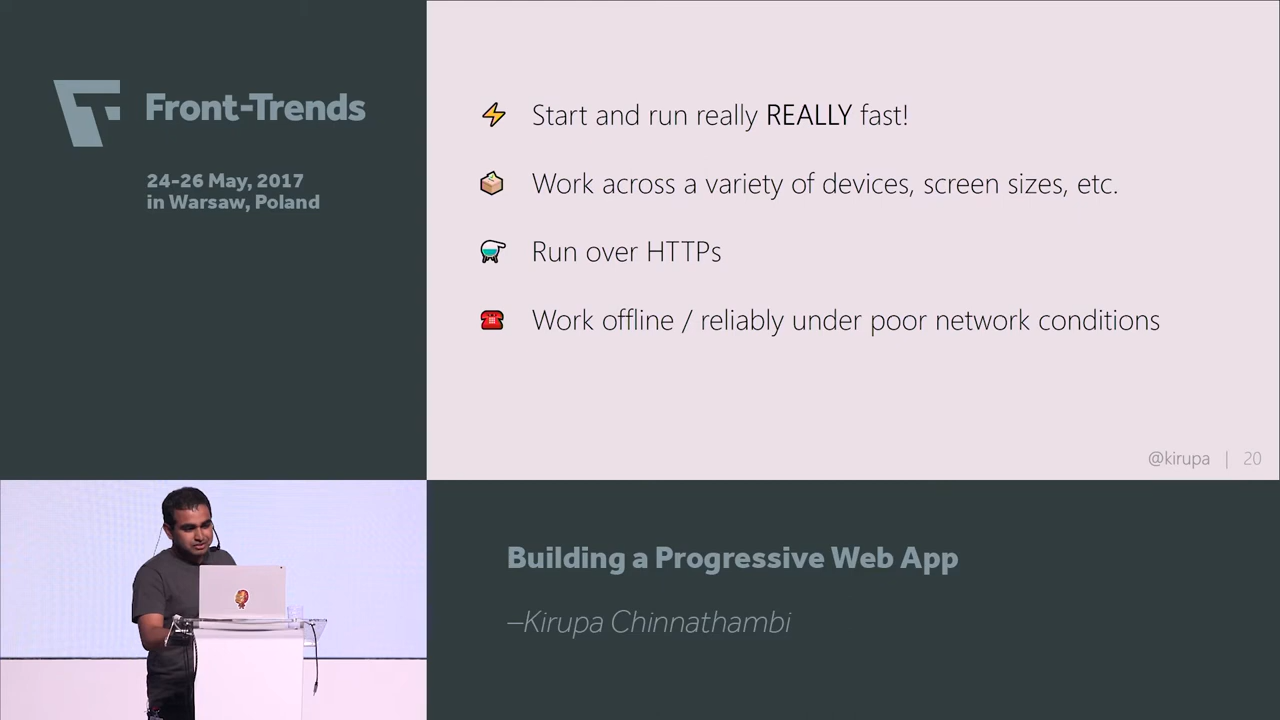 Front-Trends
24-26 May, 2017
in Warsaw, Poland
Start and run really REALLY fast!
Work across a variety of devices, screen sizes, etc.
Run over HTTPs
Work offline / reliably under poor network conditions
@kirupa | 20
Building a Progressive Web App
–Kirupa Chinnathambi